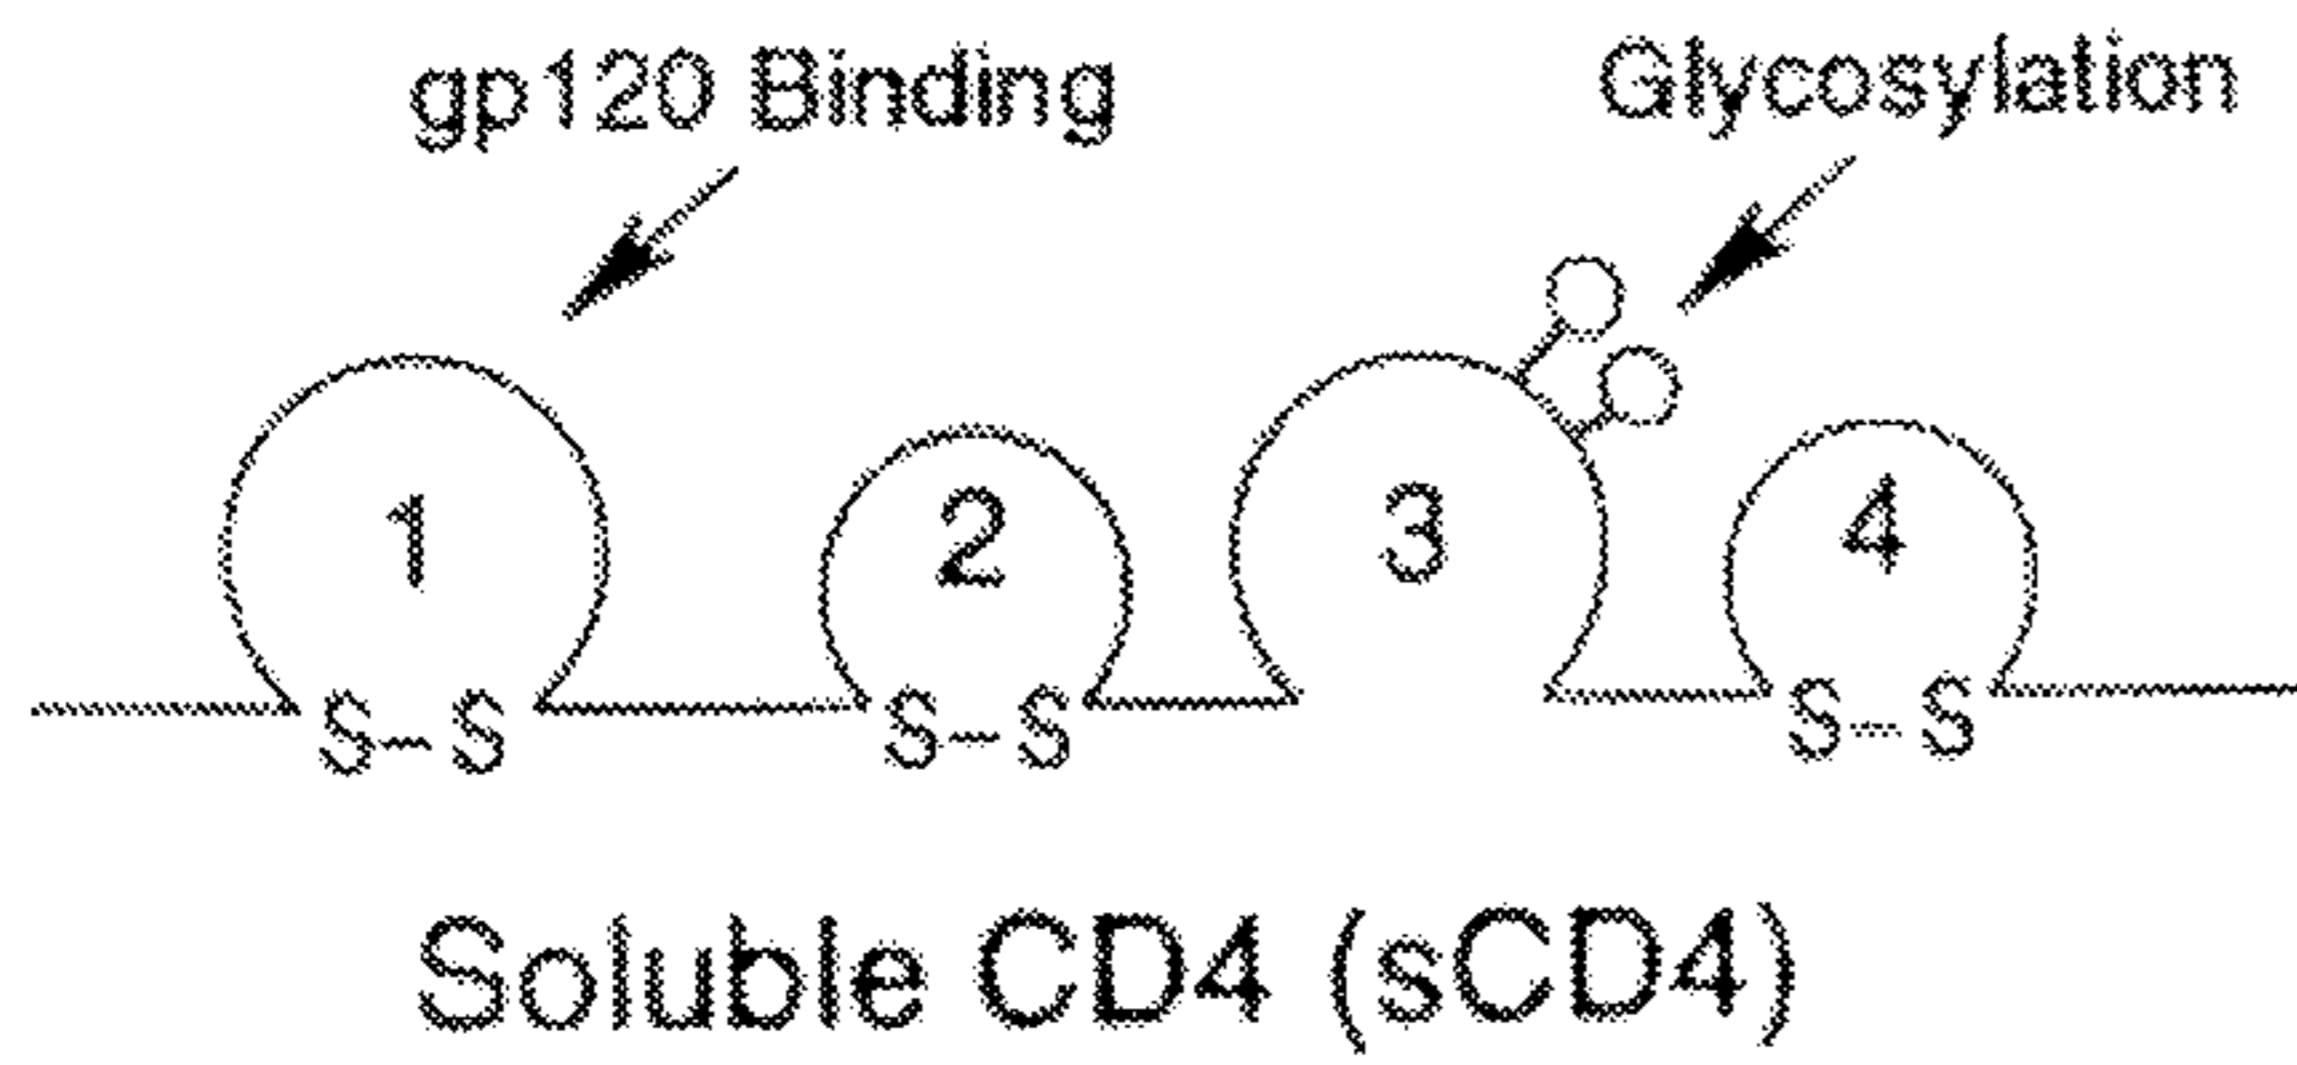 gp120 Binding
Glycosylation
1
2
3
4
S-S
S-S
S-S
Soluble CD4 (sCD4)